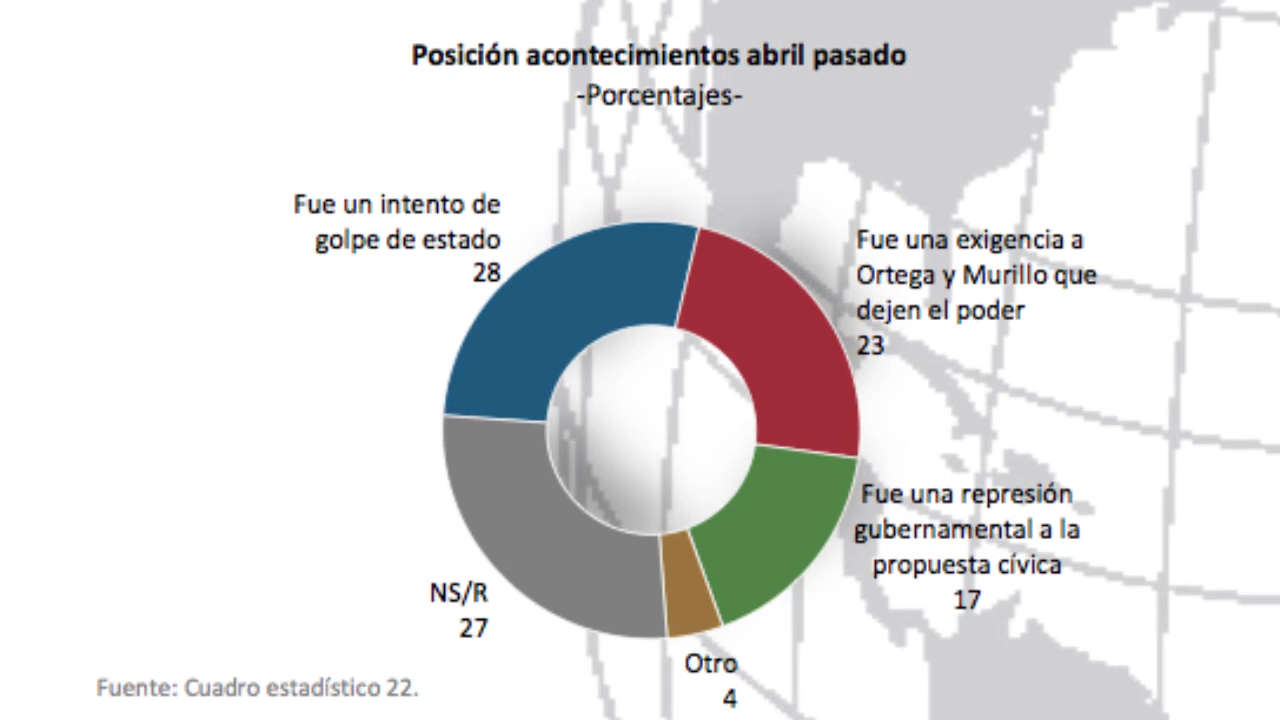 Posición acontecimientos abril pasado
-Porcentajes-
Fue un intento de
golpe de estado
28
Fue una exigencia a
Ortega y Murillo que
dejen el poder
23
Fue una represión
gubernamental a la
propuesta cívica
17
NS/R
27
Otro
4
Fuente: Cuadro estadístico 22.